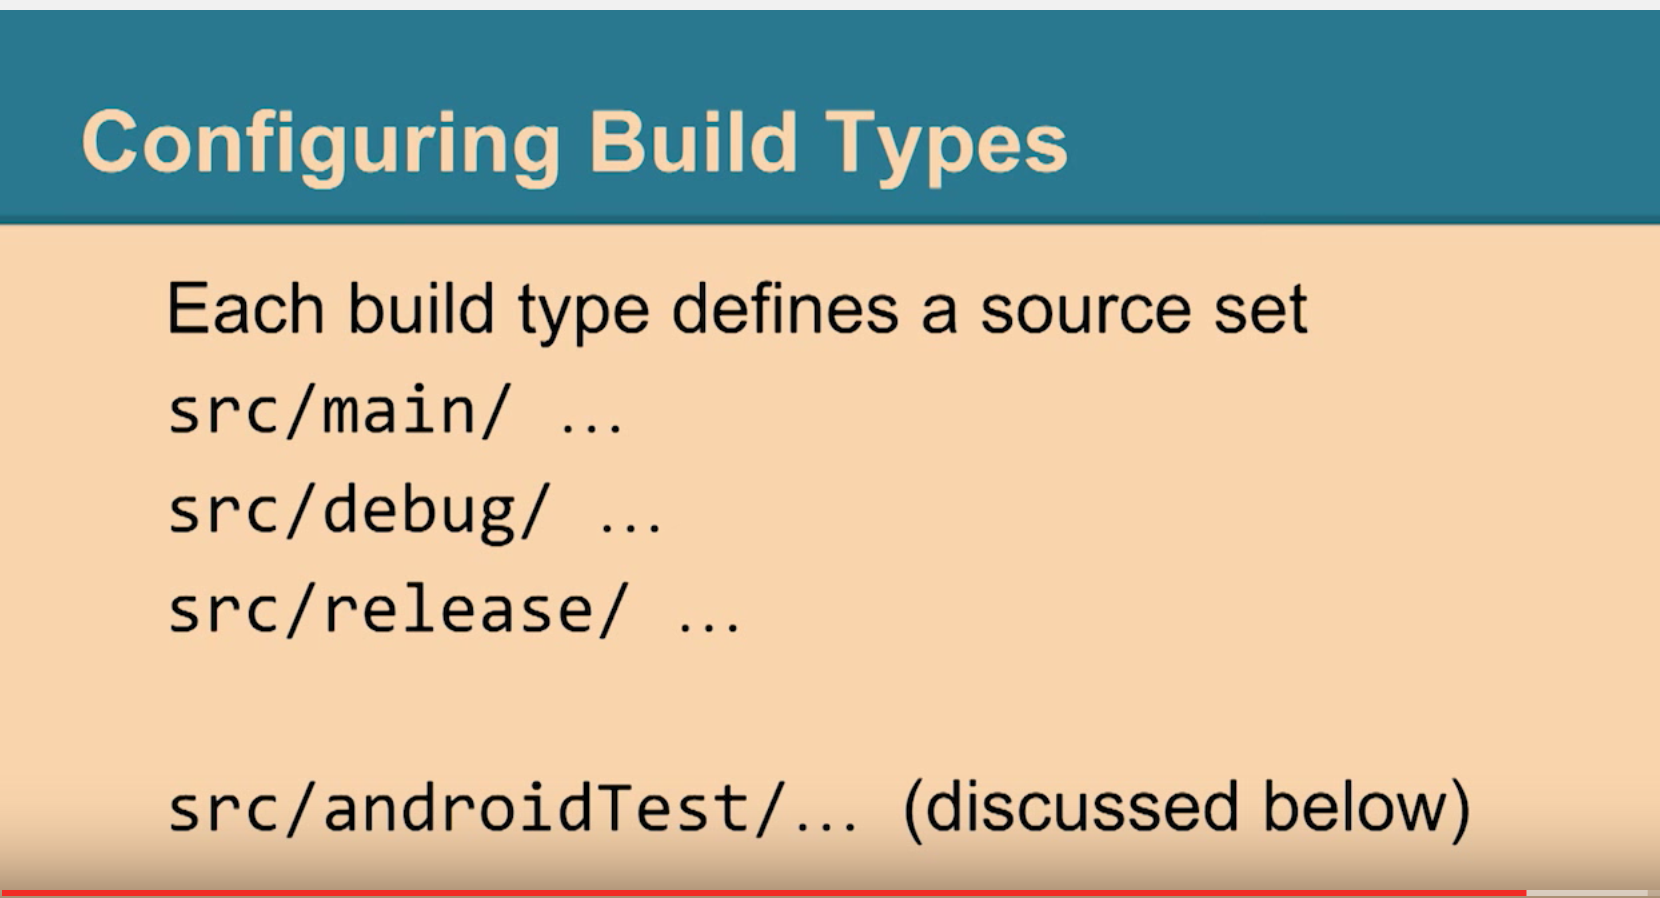 Configuring Build Types
Each build type defines a source set
src/main/ ...
src/debug/ ...
src/release/ ...
src/androidTest/... (discussed below)